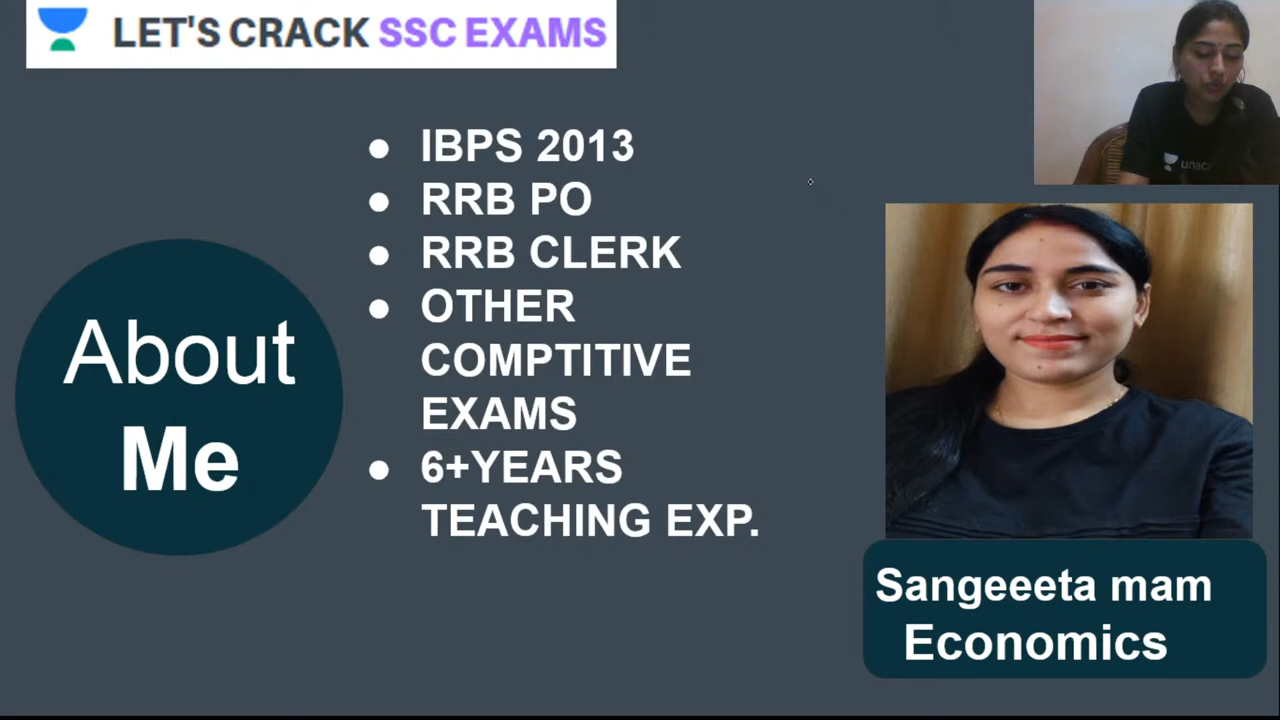 LET'S CRACK SSC EXAMS
IBPS 2013
RRB PO
RRB CLERK
OTHER
COMPTITIVE
EXAMS
6+YEARS
TEACHING EXP.
About
Me
Sangeeeta mam
Economics